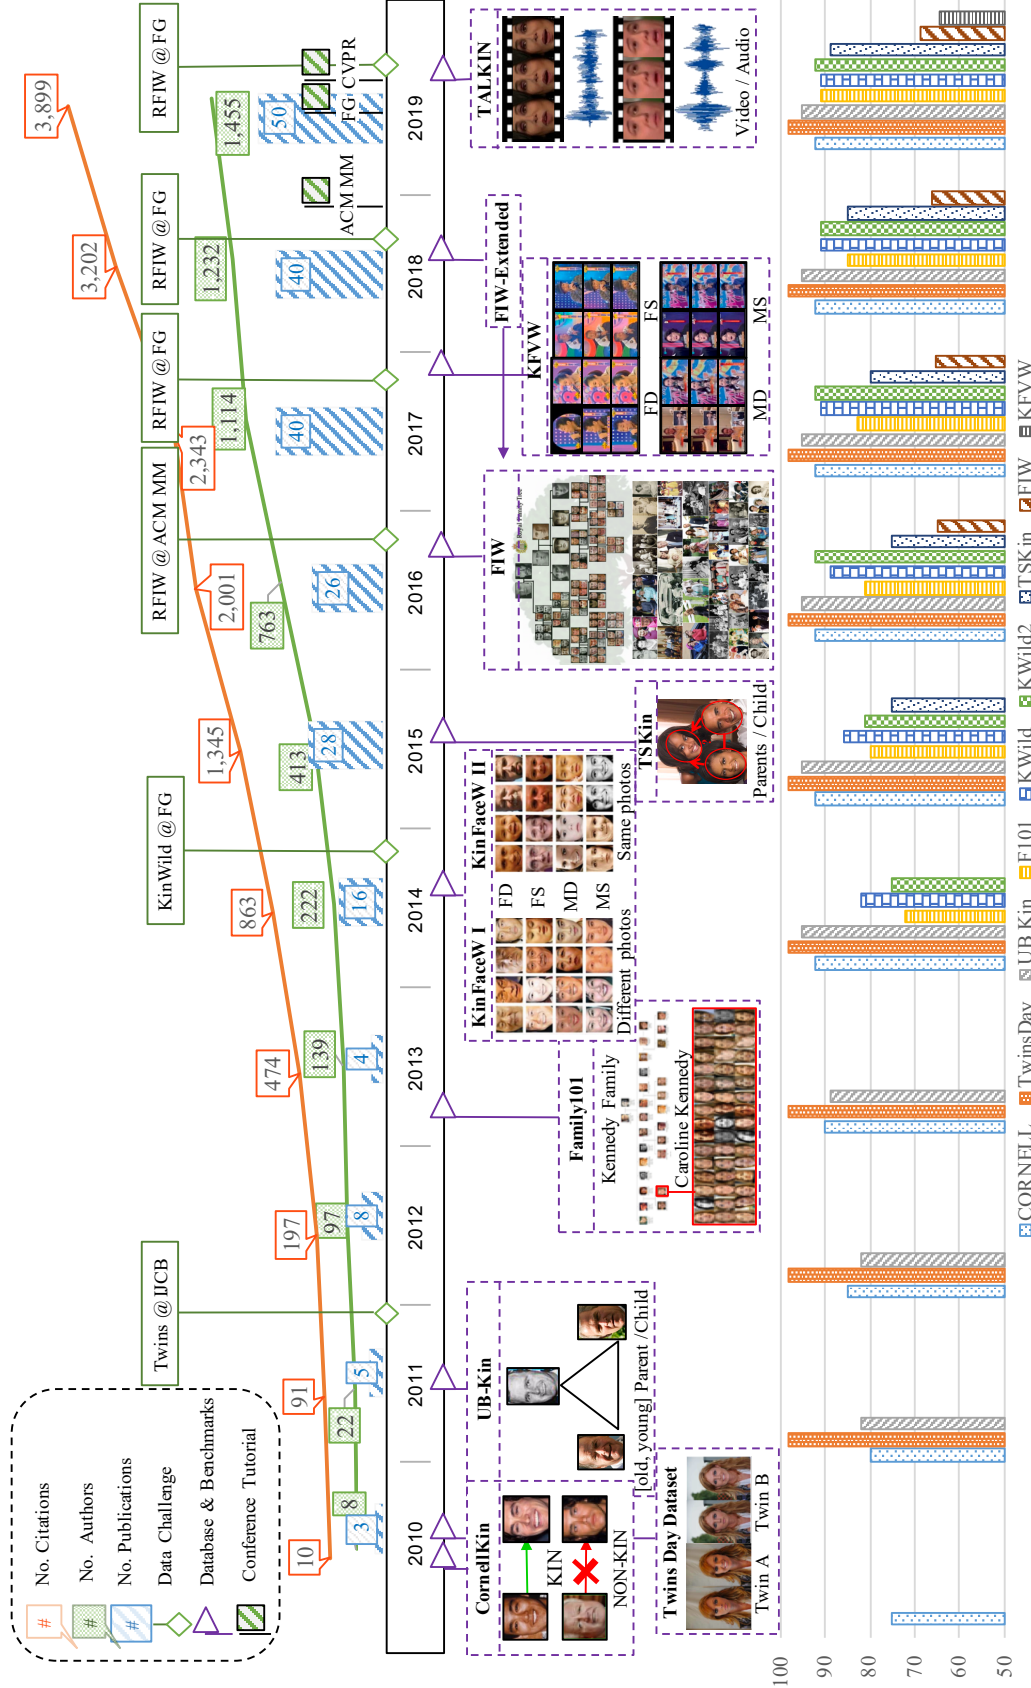 # No. Citations
# No. Authors
# No. Publications
Data Challenge
Database & Benchmarks
Conference Tutorial
Twins @ IJCB
KinWild @ FG
RFIW @ ACM MM
RFIW @ FG
RFIW @ FG
RFIW @ FG
10
91
197
474
863
1,345
2,001
2,343
3,202
3,899
8
22
97
139
222
413
763
1,114
1,232
1,455
3
5
8
4
16
28
26
40
40
50
ACM MM
FG
CVPR
2010
2011
2012
2013
2014
2015
2016
2017
2018
2019
CornellKin
KIN
NON-KIN
Twins Day Dataset
Twin A
Twin B
UB-Kin
[old, young] Parent /Child
Family101
Kennedy Family
Caroline Kennedy
KinFaceW I
KinFaceW II
FD
FS
MD
MS
Different photos
Same photos
TSKin
Parents / Child
FIW
Royal Family Tree
FIW-Extended
KFVW
FD
FS
MD
MS
TALKIN
Video / Audio
100
90
80
70
60
50
CORNELL
TwinsDay
UB Kin
KWild
F101
KWild2
TSKin
FIW
KFVW